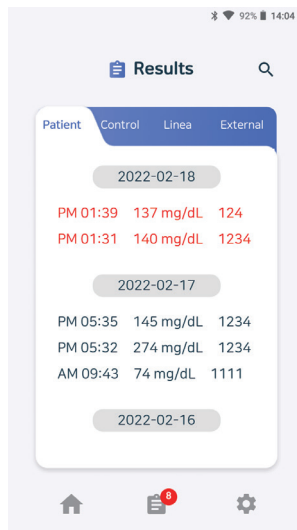 92% 14:04
Results
Patient Control Linea External
2022-02-18
PM 01:39 137 mg/dL 124
PM 01:31 140 mg/dL 1234
2022-02-17
PM 05:35 145 mg/dL 1234
PM 05:32 274 mg/dL 1234
AM 09:43 74 mg/dL 1111
2022-02-16
8